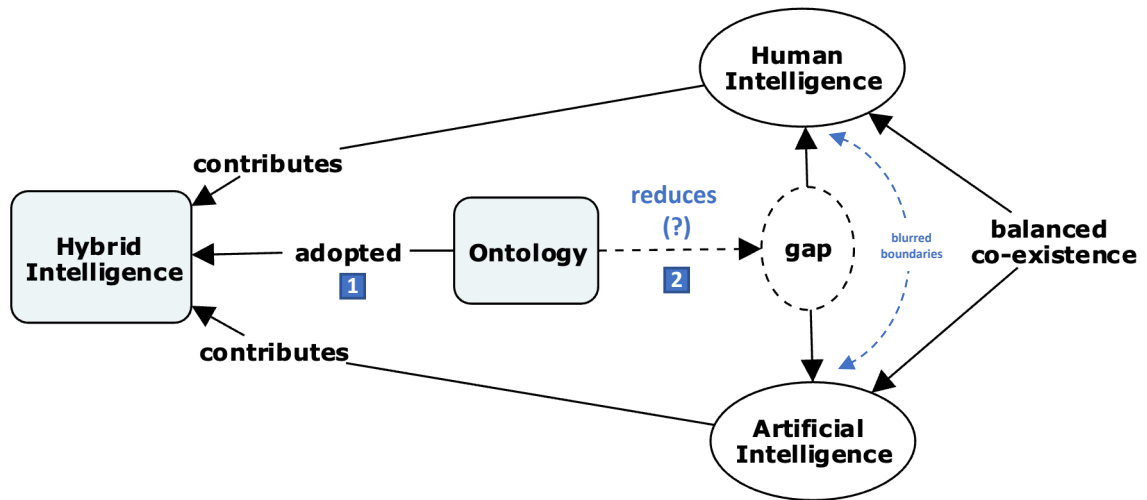 Human
Intelligence
contributes
reduces
(?)
Hybrid
Intelligence
adopted
1
Ontology
2
gap
blurred
boundaries
balanced
co-existence
contributes
Artificial
Intelligence